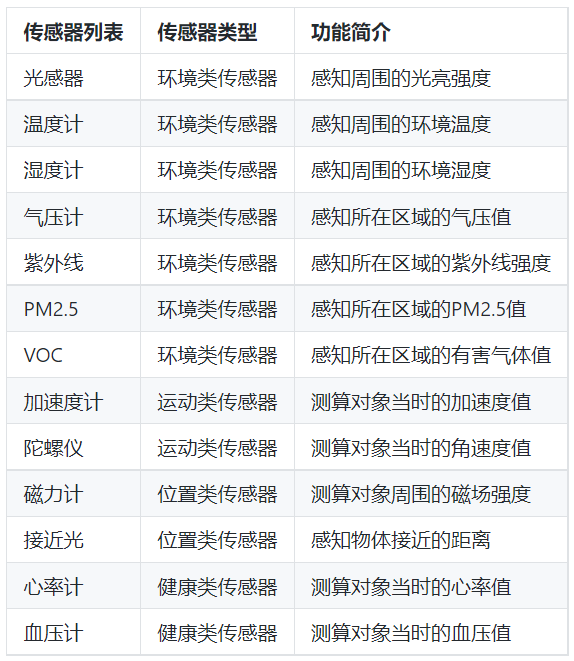 传感器列表 传感器类型 功能简介
光感器 环境类传感器 感知周围的光亮强度
温度计 环境类传感器 感知周围的环境温度
湿度计 环境类传感器 感知周围的环境湿度
气压计 环境类传感器 感知所在区域的气压值
紫外线 环境类传感器 感知所在区域的紫外线强度
PM2.5 环境类传感器 感知所在区域的PM2.5值
VOC 环境类传感器 感知所在区域的有害气体值
加速度计 运动类传感器 测算对象当时的加速度值
陀螺仪 运动类传感器 测算对象当时的角速度值
磁力计 位置类传感器 测算对象周围的磁场强度
接近光 位置类传感器 感知物体接近的距离
心率计 健康类传感器 测算对象当时的心率值
血压计 健康类传感器 测算对象当时的血压值